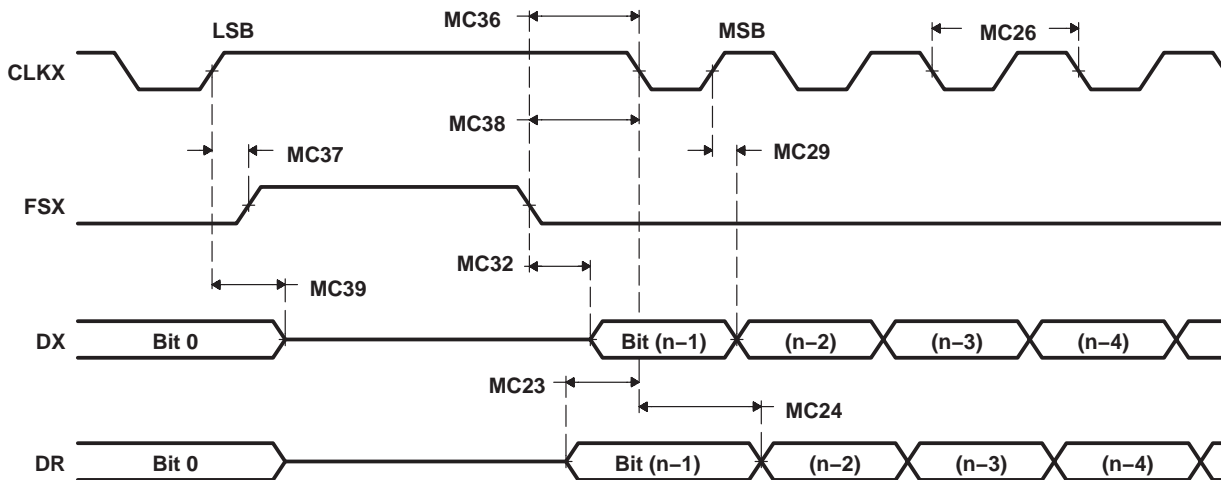 MC36
LSB
MSB
MC26
CLKX
MC38
MC37
MC29
FSX
MC32
MC39
DX
Bit 0
Bit (n−1)
(n−2)
(n−3)
(n−4)
MC23
MC24
DR
Bit 0
Bit (n−1)
(n−2)
(n−3)
(n−4)